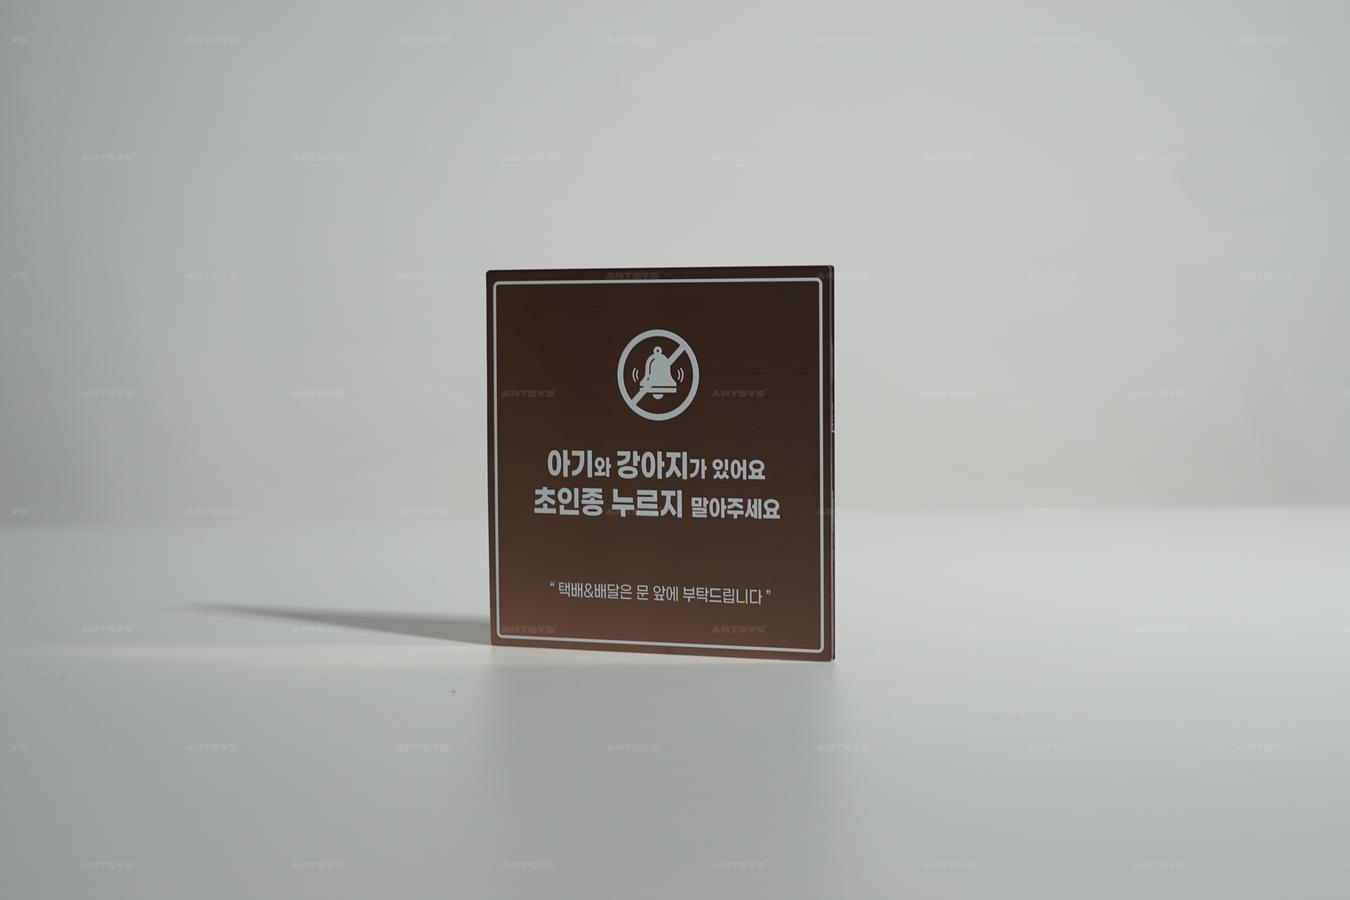 아기와 강아지가 있어요
초인종 누르지 말아주세요
“ 택배&배달은 문 앞에 부탁드립니다 ”
ARTSYS